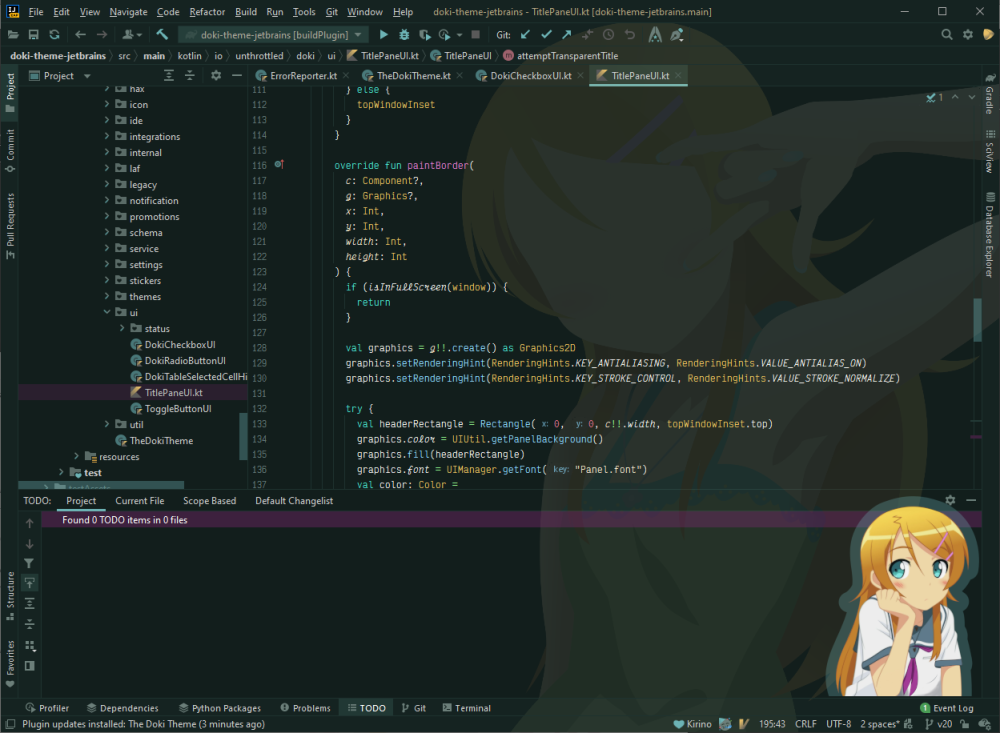 File Edit View Navigate Code Refactor Build Run Tools Git Window Help doki-theme-jetbrains - TitlePaneUI.kt [doki-theme-jetbrains.main]
doki-theme-jetbrains [buildPlugin] Git:
doki-theme-jetbrains src main kotlin io unthrottled doki ui TitlePaneUI.kt TitlePaneUI attemptTransparentTitle
Project ErrorReporter.kt TheDokiTheme.kt DokiCheckboxUI.kt TitlePaneUI.kt
Project
Commit
Pull Requests
Structure
Favorites
hax
icon
ide
integrations
internal
laf
legacy
notification
promotions
schema
service
settings
stickers
themes
ui
status
DokiCheckboxUI
DokiRadioButtonUI
DokiTableSelectedCellHi
TitlePaneUI.kt
ToggleButtonUI
util
TheDokiTheme
resources
test
testAssets
111 } else {
112 topWindowInset
113 }
114 }
115
116 override fun paintBorder(
117 c: Component?,
118 g: Graphics?,
119 x: Int,
120 y: Int,
121 width: Int,
122 height: Int
123 ) {
124 if (isInFullScreen(window)) {
125 return
126 }
127
128 val graphics = g!!.create() as Graphics2D
129 graphics.setRenderingHint(RenderingHints.KEY_ANTIALIASING, RenderingHints.VALUE_ANTIALIAS_ON)
130 graphics.setRenderingHint(RenderingHints.KEY_STROKE_CONTROL, RenderingHints.VALUE_STROKE_NORMALIZE)
131
132 try {
133 val headerRectangle = Rectangle( x: 0, y: 0, c!!.width, topWindowInset.top)
134 graphics.color = UIUtil.getPanelBackground()
135 graphics.fill(headerRectangle)
136 graphics.font = UIManager.getFont( key: "Panel.font")
137 val color: Color =
1
Gradle
SciView
Database Explorer
TODO: Project Current File Scope Based Default Changelist
Found 0 TODO items in 0 files
Profiler Dependencies Python Packages Problems TODO Git Terminal 1 Event Log
Plugin updates installed: The Doki Theme (3 minutes ago) Kirino 195:43 CRLF UTF-8 2 spaces* v20